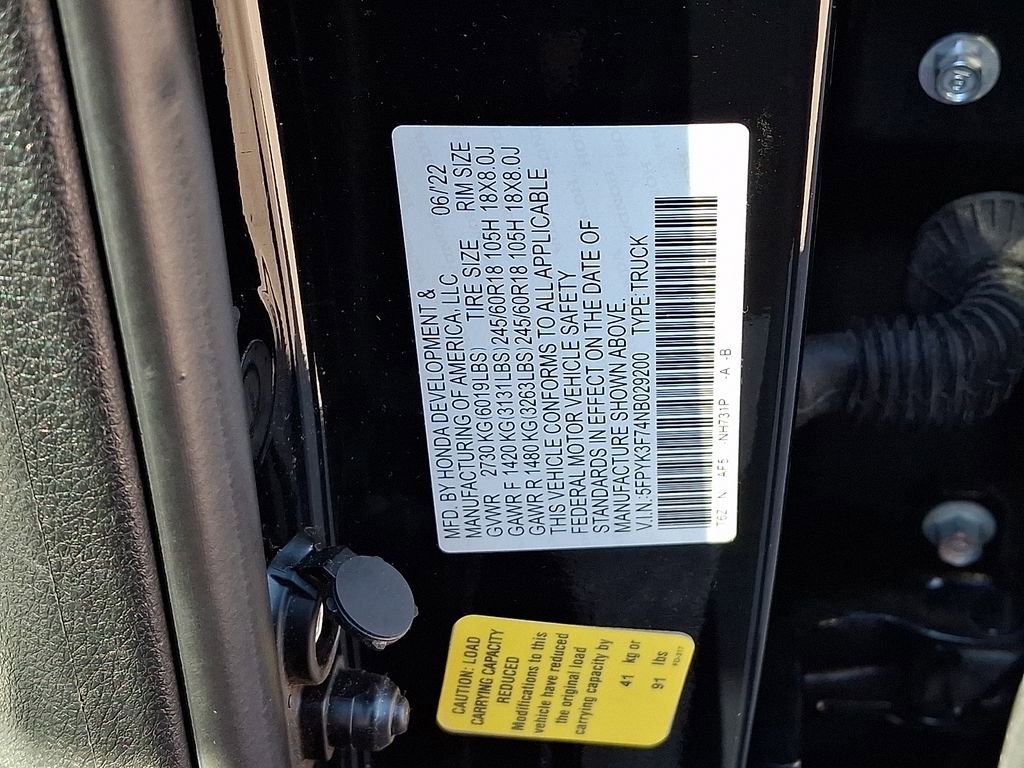 MFD. BY HONDA DEVELOPMENT & 06/22
MANUFACTURING OF AMERICA, LLC
GVWR 2730 KG(6019LBS) TIRE SIZE RIM SIZE
GAWR F 1420 KG(3131LBS) 245/60R18 105H 18X8.0J
GAWR R 1480 KG(3263LBS) 245/60R18 105H 18X8.0J
THIS VEHICLE CONFORMS TO ALL APPLICABLE
FEDERAL MOTOR VEHICLE SAFETY
STANDARDS IN EFFECT ON THE DATE OF
MANUFACTURE SHOWN ABOVE.
V.I.N.:5FPYK3F74NB029200 TYPE:TRUCK
T6Z N AF5 NH731P -A -B
CAUTION: LOAD
CARRYING CAPACITY
REDUCED
Modifications to this
vehicle have reduced
the original load
carrying capacity by
41 kg or
91 lbs